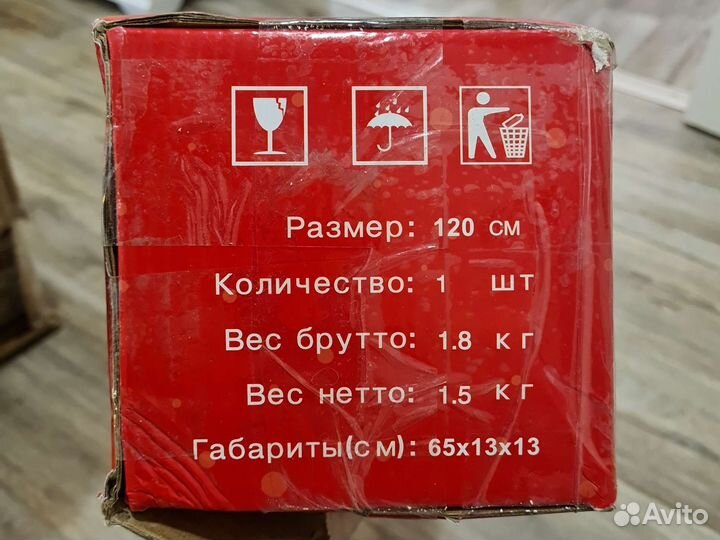 Размер: 120 см
Количество: 1 шт
Вес брутто: 1.8 кг
Вес нетто: 1.5 кг
Габариты(см): 65x13x13
Avito